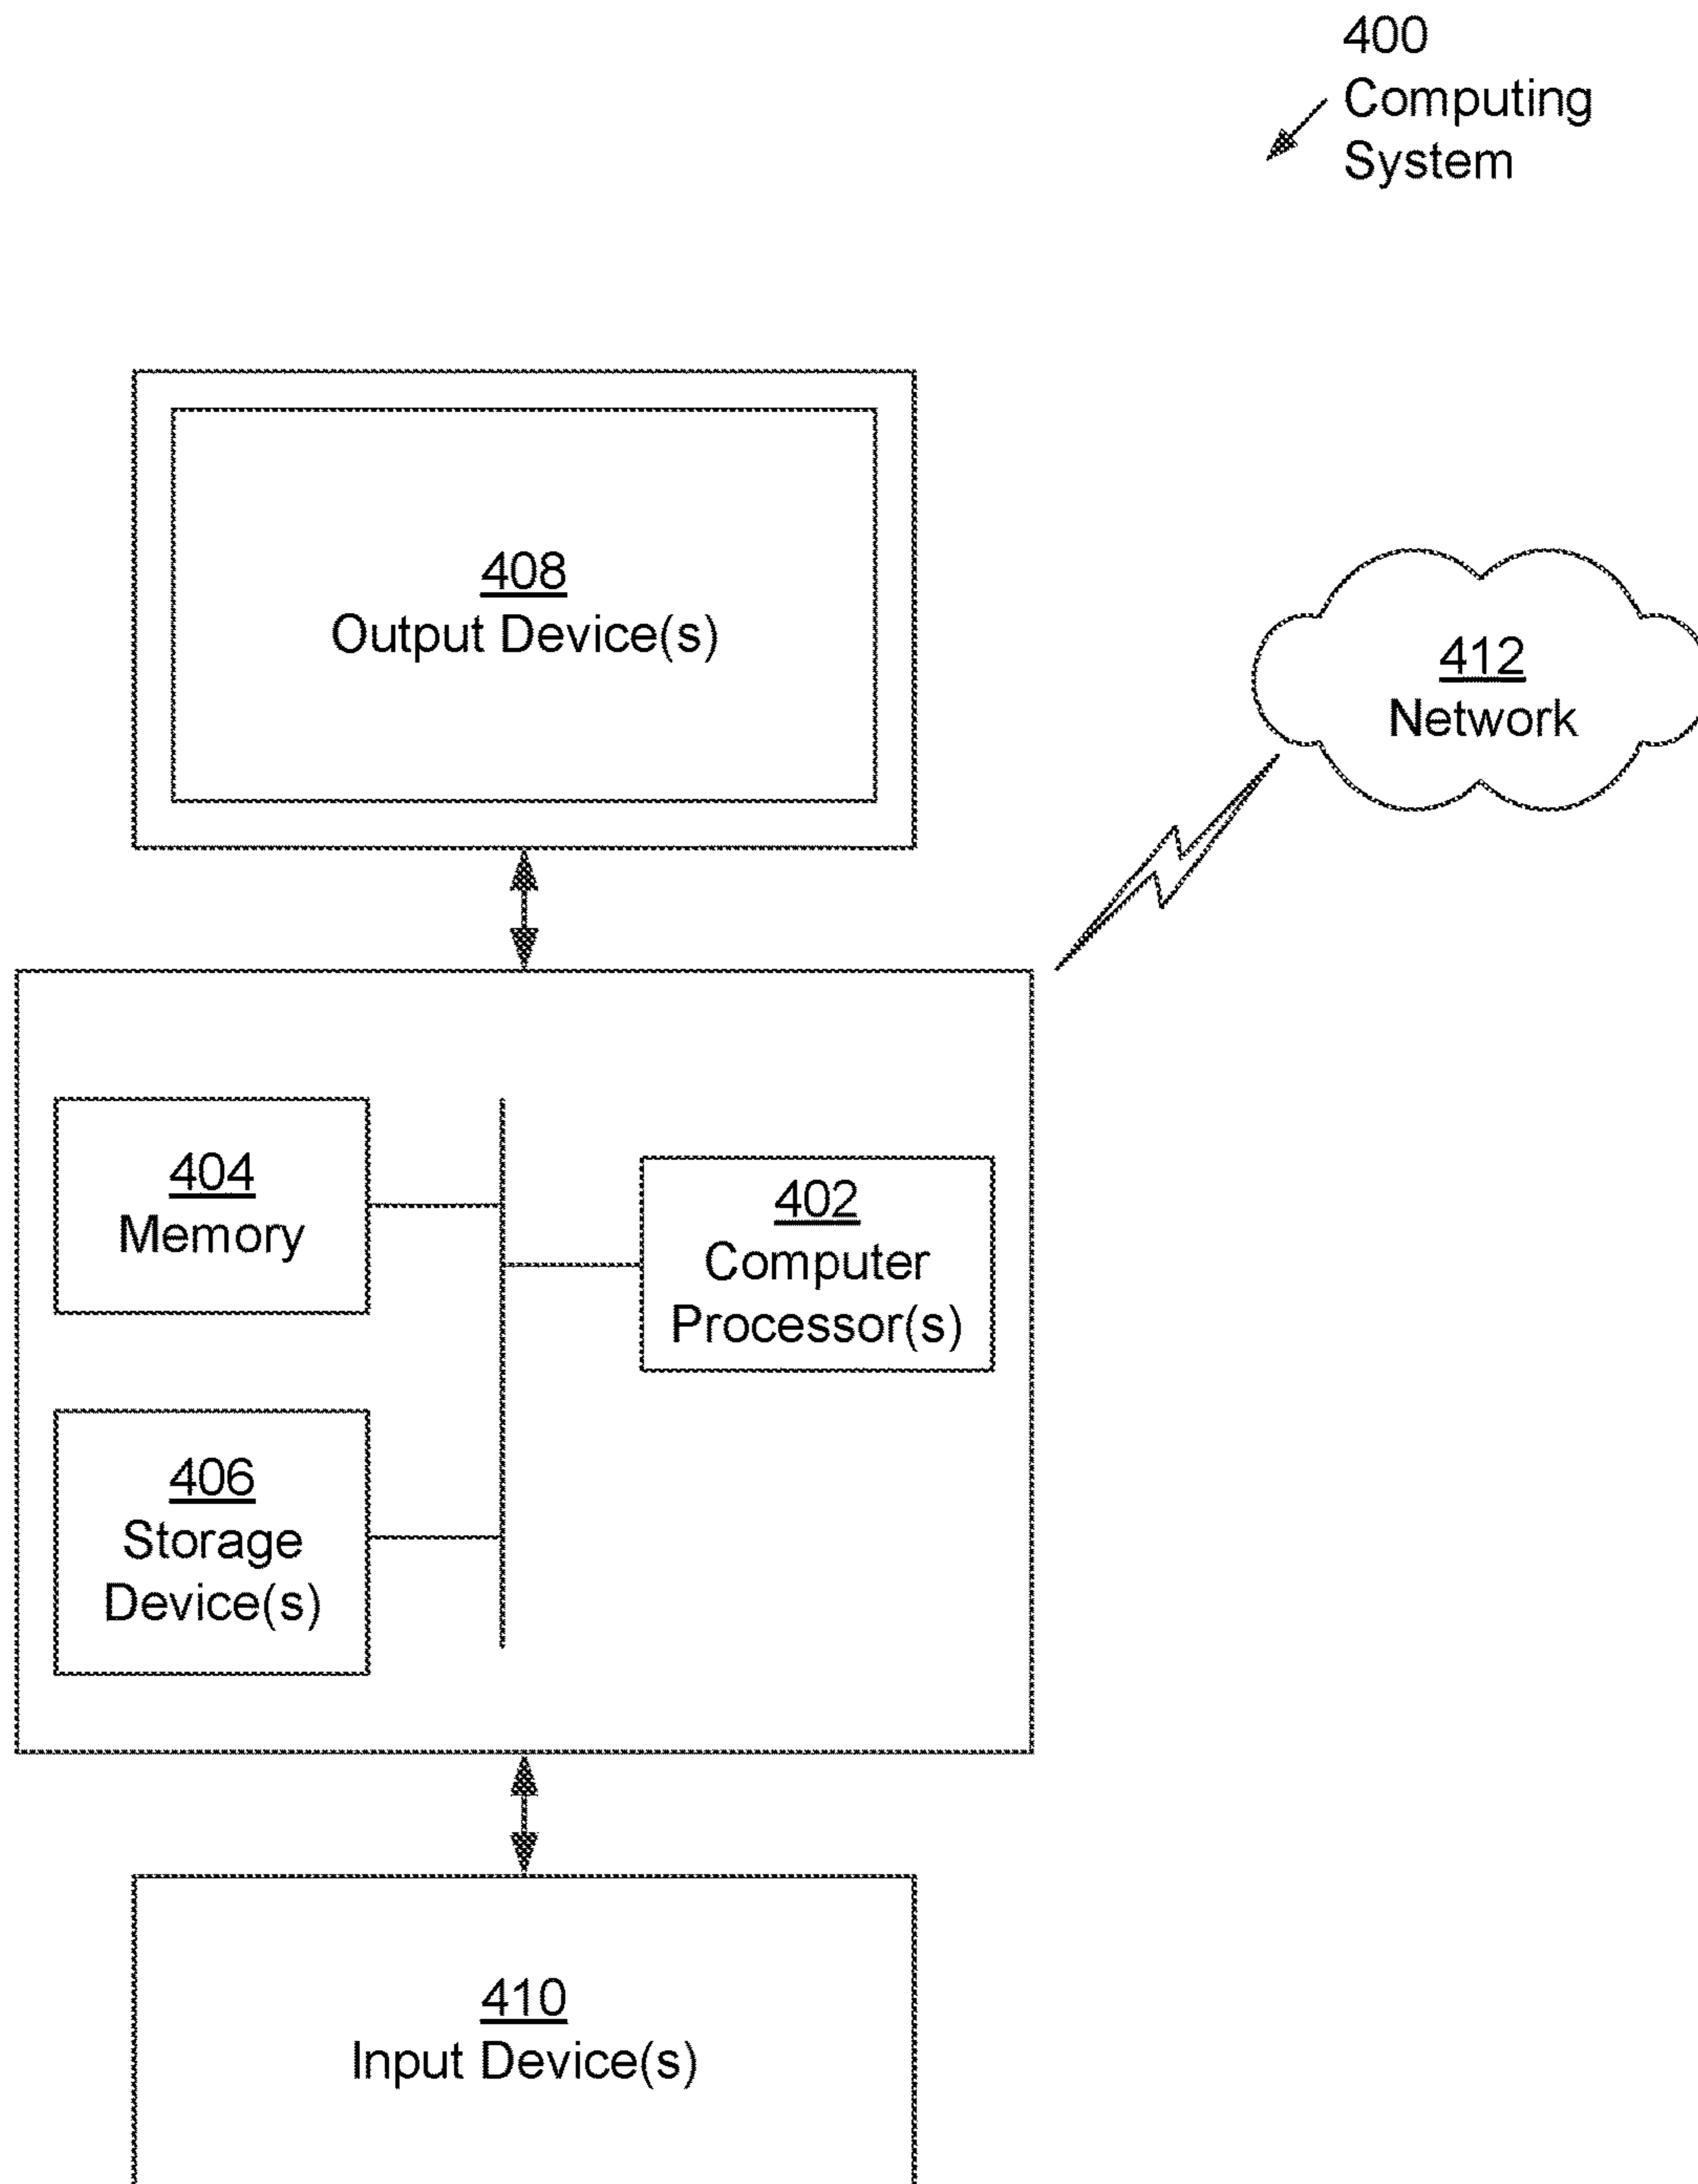 400
Computing
System
408
Output Device(s)
412
Network
404
Memory
402
Computer
Processor(s)
406
Storage
Device(s)
410
Input Device(s)